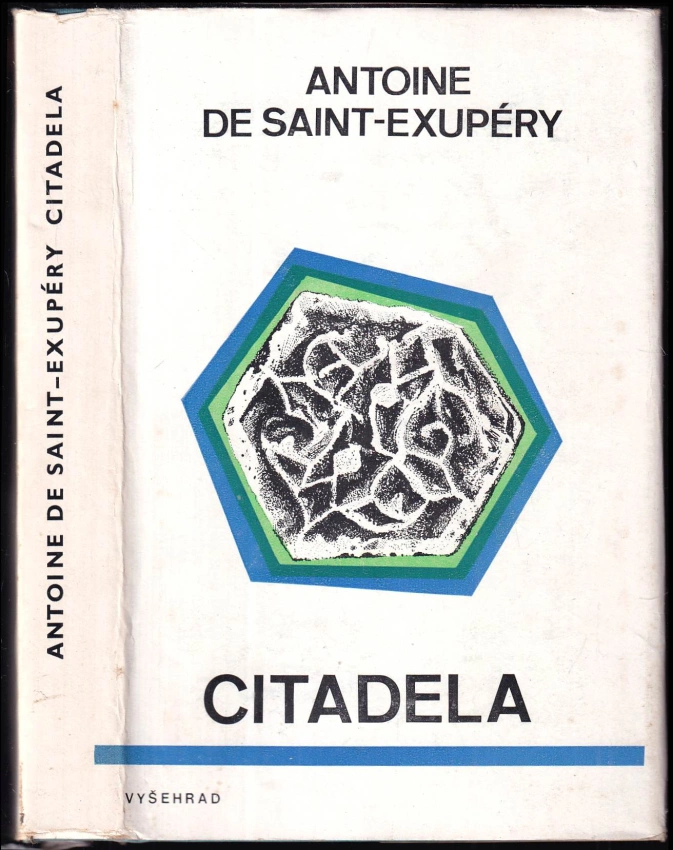 ANTOINE DE SAINT-EXUPÉRY CITADELA
ANTOINE
DE SAINT-EXUPÉRY
CITADELA
VYŠEHRAD